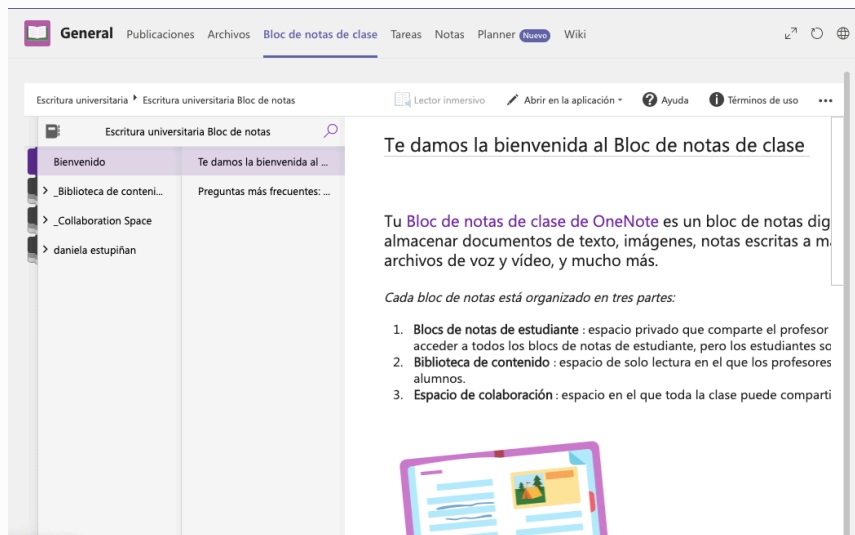 General Publicaciones Archivos Bloc de notas de clase Tareas Notas Planner Nuevo Wiki
Escritura universitaria Escritura universitaria Bloc de notas Lector inmersivo Abrir en la aplicación Ayuda Términos de uso
Escritura universitaria Bloc de notas
Bienvenido
_Biblioteca de conteni...
_Collaboration Space
daniela estupiñan
Te damos la bienvenida al ...
Preguntas más frecuentes: ...
Te damos la bienvenida al Bloc de notas de clase
Tu Bloc de notas de clase de OneNote es un bloc de notas dig
almacenar documentos de texto, imágenes, notas escritas a m
archivos de voz y vídeo, y mucho más.
Cada bloc de notas está organizado en tres partes:
1. Blocs de notas de estudiante : espacio privado que comparte el profesor
acceder a todos los blocs de notas de estudiante, pero los estudiantes so
2. Biblioteca de contenido : espacio de solo lectura en el que los profesores
alumnos.
3. Espacio de colaboración : espacio en el que toda la clase puede comparti